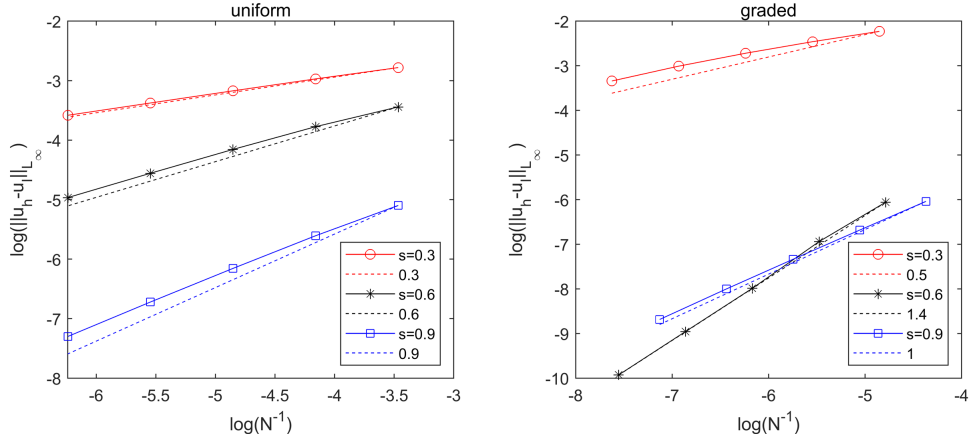 uniform
-2
-3
-4
-5
-6
-7
-8
log(||u_h-u_I||_{L_∞})
-6
-5.5
-5
-4.5
-4
-3.5
-3
log(N^{-1})
s=0.3
0.3
s=0.6
0.6
s=0.9
0.9
graded
-2
-3
-4
-5
-6
-7
-8
-9
-10
log(||u_h-u_I||_{L_∞})
-8
-7
-6
-5
-4
log(N^{-1})
s=0.3
0.5
s=0.6
1.4
s=0.9
1